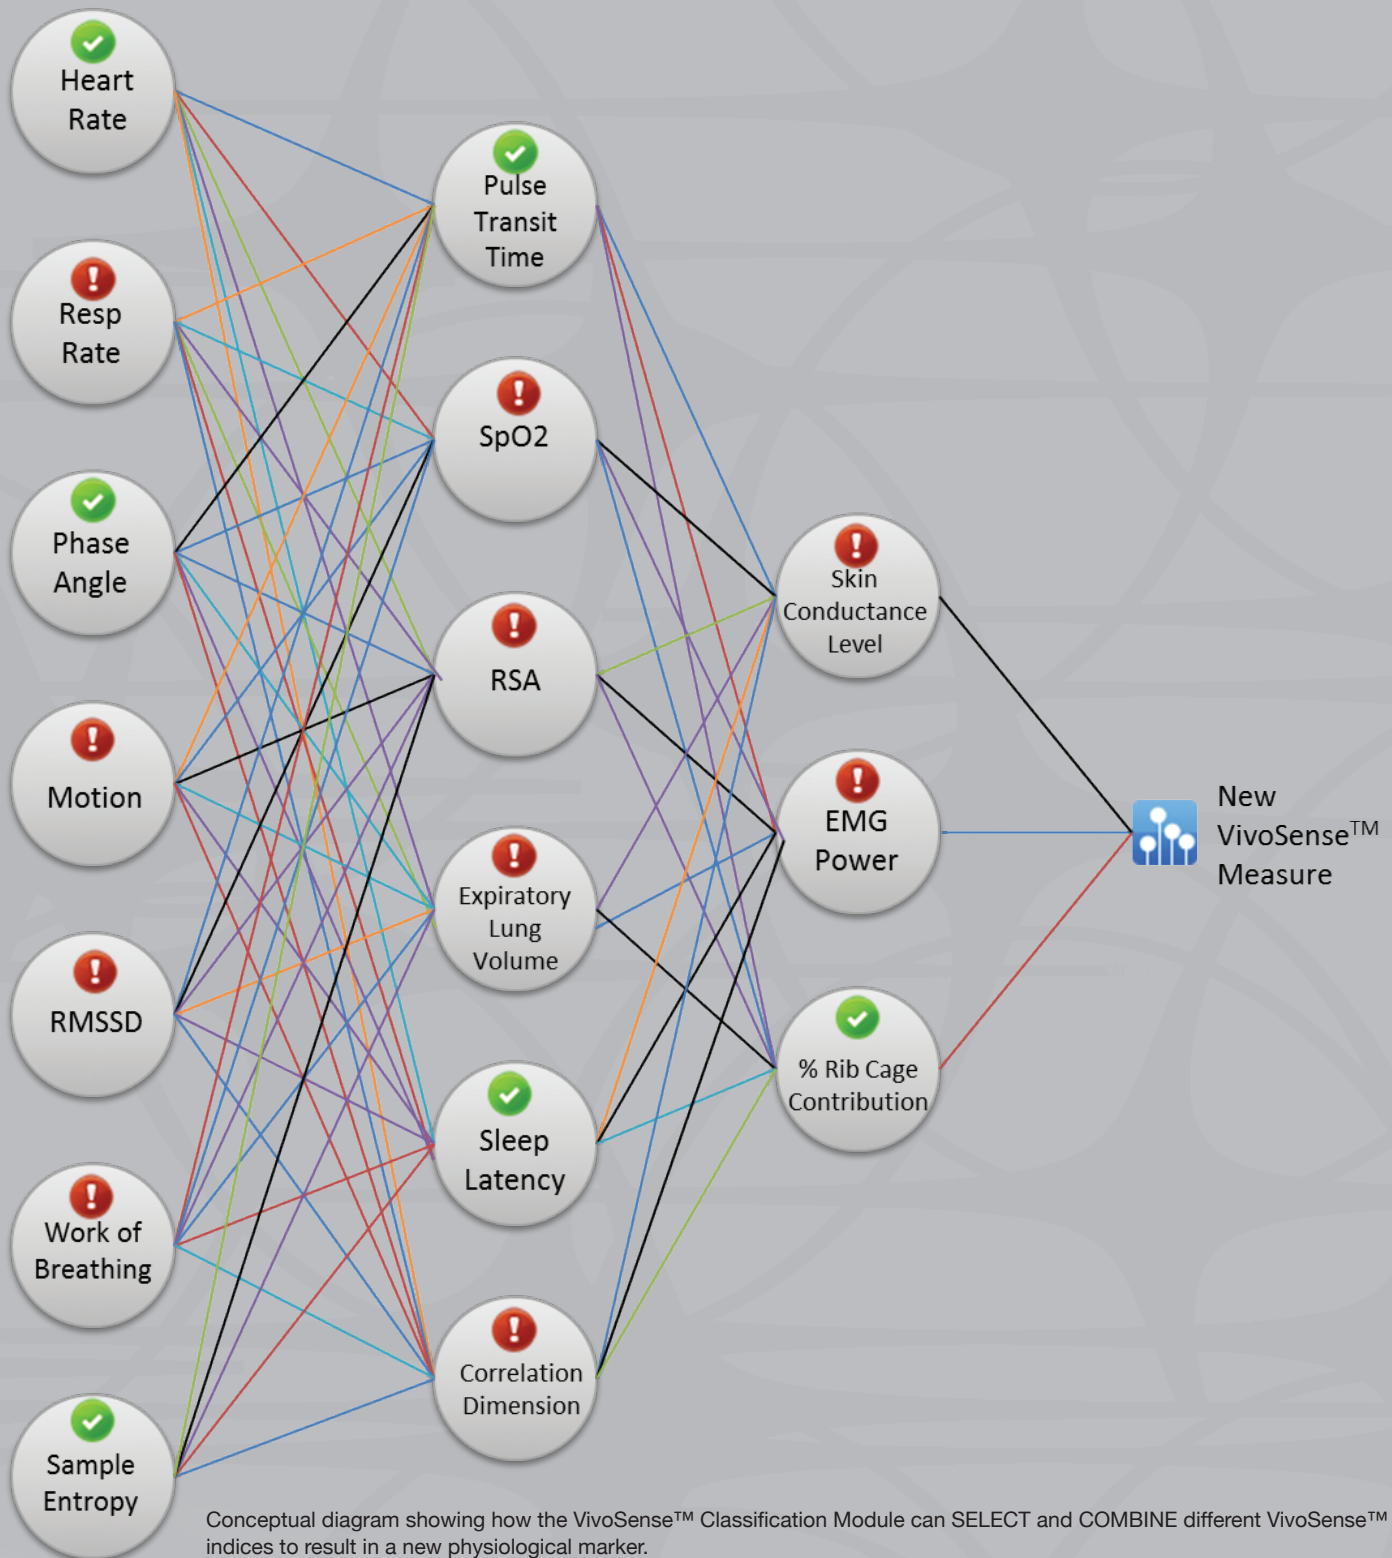 Heart
Rate
Resp
Rate
Phase
Angle
Motion
RMSSD
Work of
Breathing
Sample
Entropy
Pulse
Transit
Time
SpO2
RSA
Expiratory
Lung
Volume
Sleep
Latency
Correlation
Dimension
Skin
Conductance
Level
EMG
Power
% Rib Cage
Contribution
New
VivoSense™
Measure
Conceptual diagram showing how the VivoSense™ Classification Module can SELECT and COMBINE different VivoSense™
indices to result in a new physiological marker.